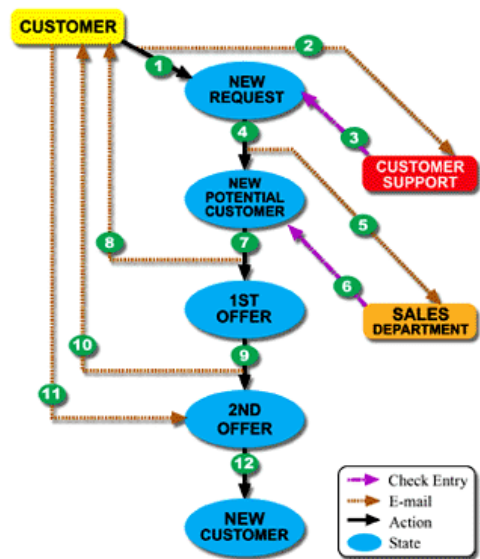 CUSTOMER
2
1
NEW
REQUEST
4
3
CUSTOMER
SUPPORT
NEW
POTENTIAL
CUSTOMER
5
8
7
6
1ST
OFFER
SALES
DEPARTMENT
10
9
11
2ND
OFFER
12
NEW
CUSTOMER
Check Entry
E-mail
Action
State